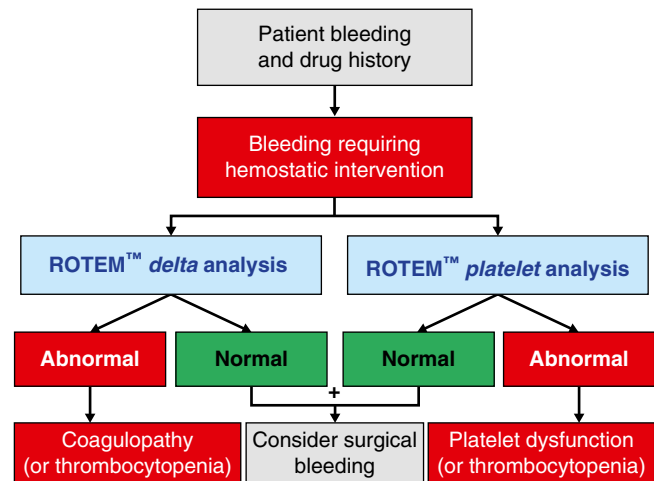 Patient bleeding
and drug history
Bleeding requiring
hemostatic intervention
ROTEM™ delta analysis
ROTEM™ platelet analysis
Abnormal
Normal
Normal
Abnormal
+
Coagulopathy
(or thrombocytopenia)
Consider surgical
bleeding
Platelet dysfunction
(or thrombocytopenia)